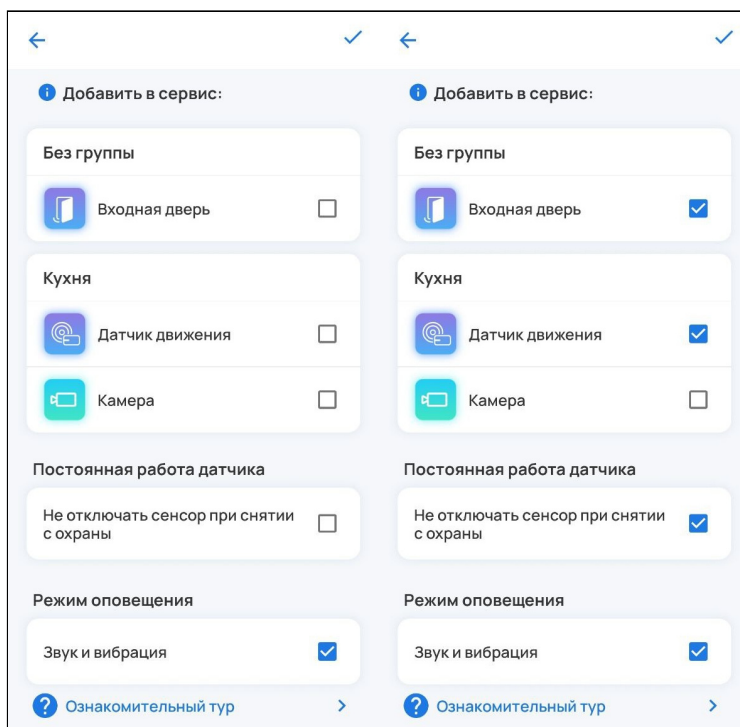 Добавить в сервис:
Без группы
Входная дверь
Кухня
Датчик движения
Камера
Постоянная работа датчика
Не отключать сенсор при снятии
с охраны
Режим оповещения
Звук и вибрация
Ознакомительный тур
Добавить в сервис:
Без группы
Входная дверь
Кухня
Датчик движения
Камера
Постоянная работа датчика
Не отключать сенсор при снятии
с охраны
Режим оповещения
Звук и вибрация
Ознакомительный тур